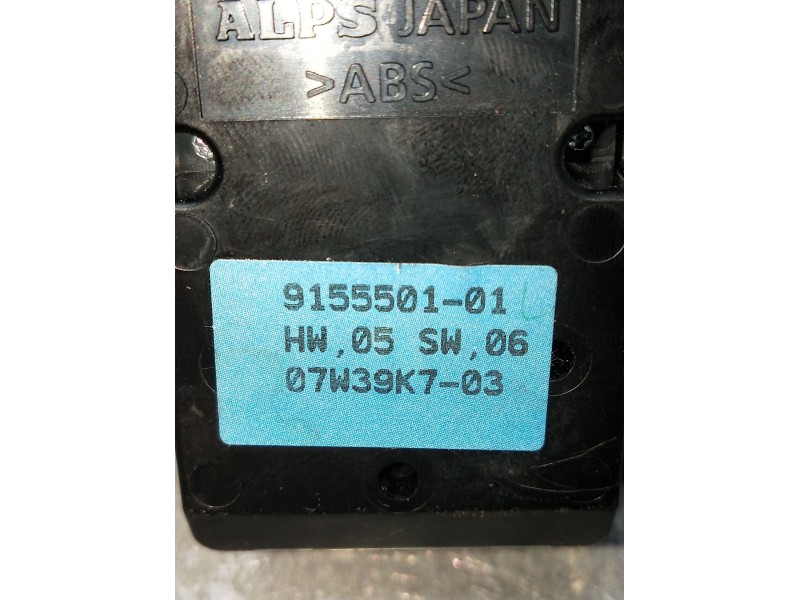 ALPS JAPAN
>ABS<
9155501-01
HW,05 SW,06
07W39K7-03